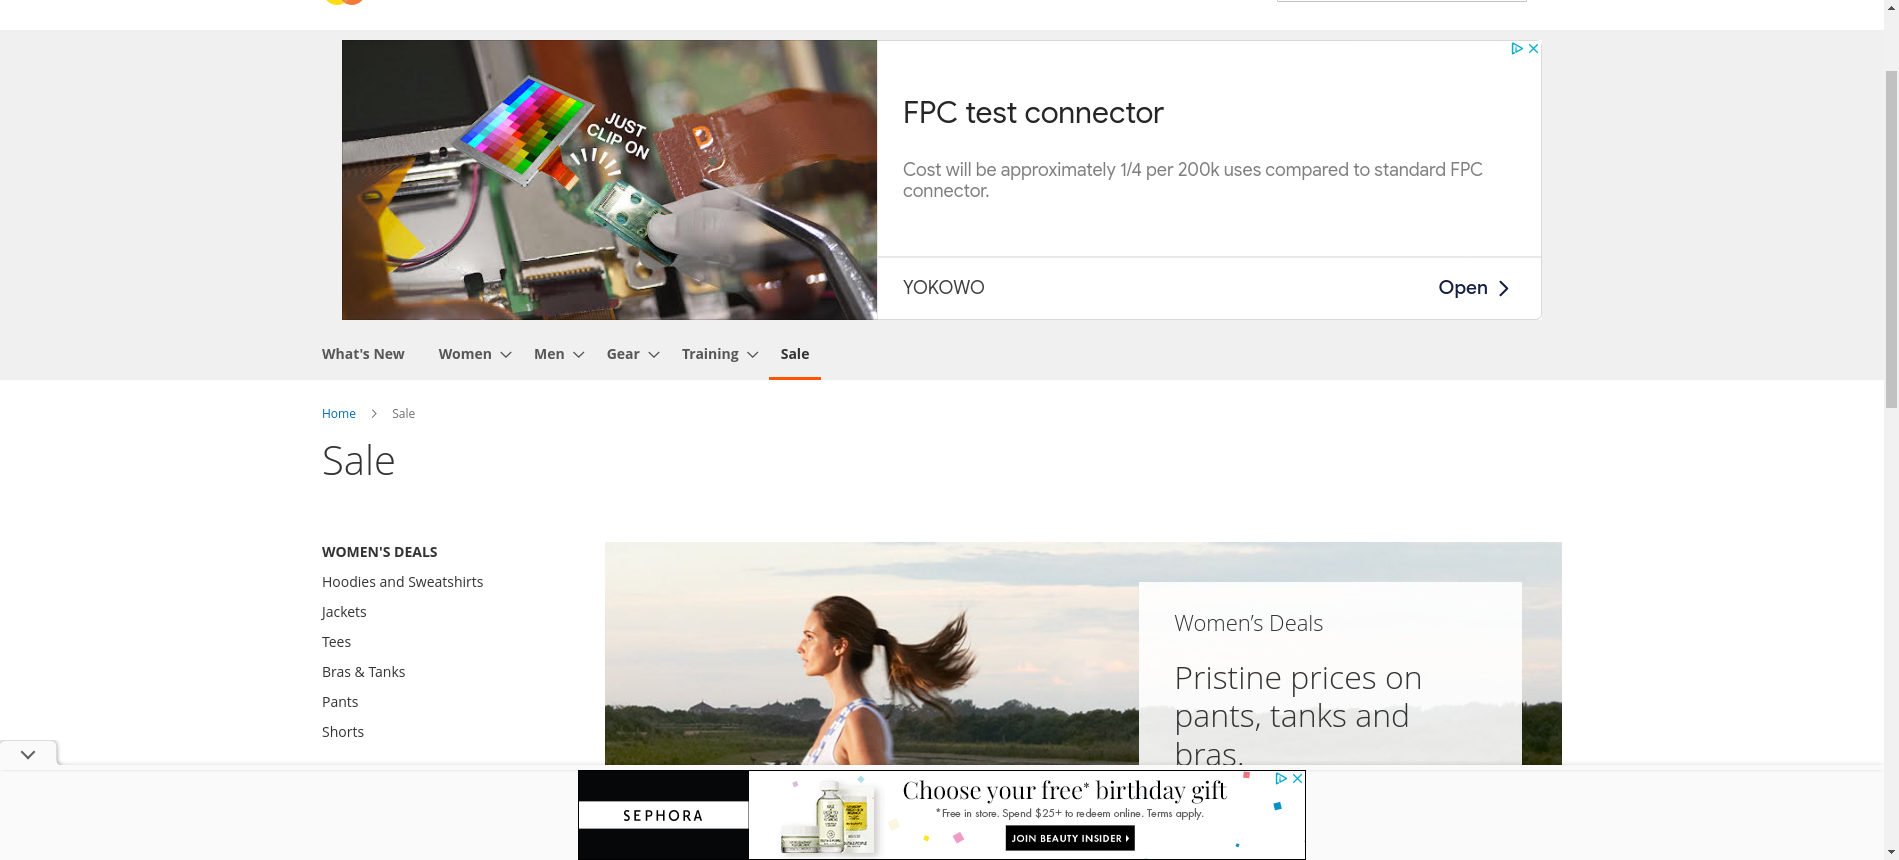 JUST
CLIP ON
FPC test connector
Cost will be approximately 1/4 per 200k uses compared to standard FPC
connector.
YOKOWO
Open
What's New
Women
Men
Gear
Training
Sale
Home
Sale
Sale
WOMEN'S DEALS
Hoodies and Sweatshirts
Jackets
Tees
Bras & Tanks
Pants
Shorts
Women’s Deals
Pristine prices on
pants, tanks and
bras.
SEPHORA
Choose your free* birthday gift
*Free in store. Spend $25+ to redeem online. Terms apply.
JOIN BEAUTY INSIDER